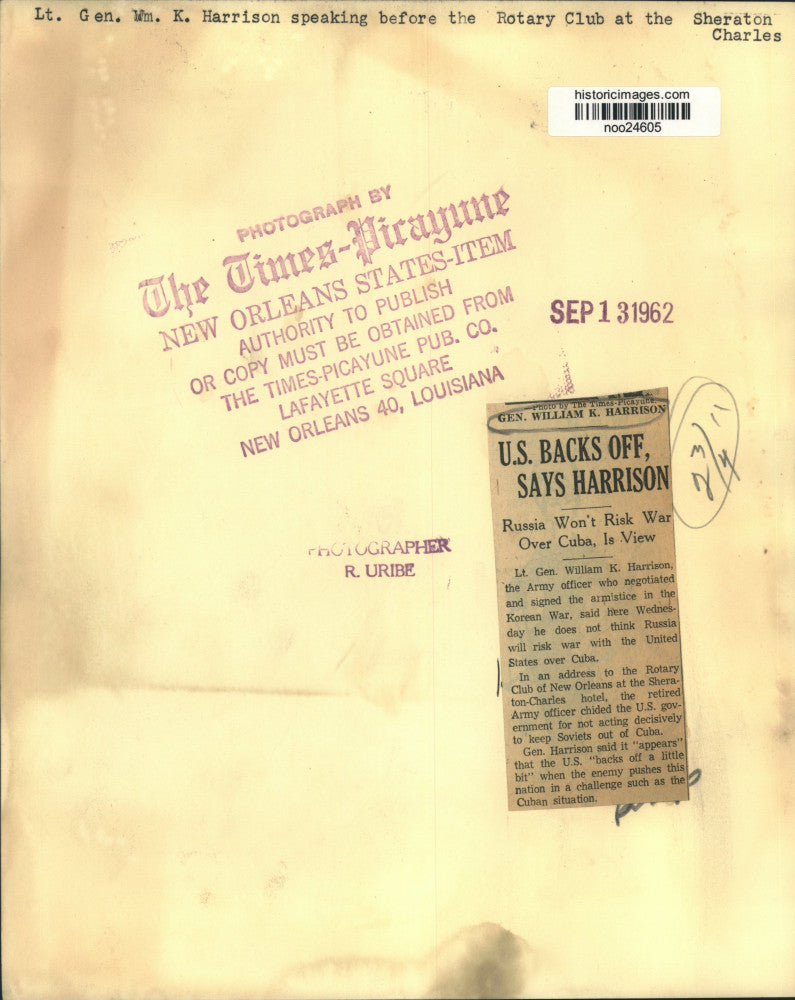 Lt. Gen. Wm. K. Harrison speaking before the Rotary Club at the Sheraton
Charles
historicimages.com
noo24605
PHOTOGRAPH BY
The Times-Picayune
NEW ORLEANS STATES-ITEM
AUTHORITY TO PUBLISH
OR COPY MUST BE OBTAINED FROM
THE TIMES-PICAYUNE PUB. CO.
LAFAYETTE SQUARE
NEW ORLEANS 40, LOUISIANA
SEP 1 31962
PHOTOGRAPHER
R. URIBE
—Photo by The Times-Picayune.
GEN. WILLIAM K. HARRISON
U.S. BACKS OFF,
SAYS HARRISON
Russia Won't Risk War
Over Cuba, Is View
Lt. Gen. William K. Harrison,
the Army officer who negotiated
and signed the armistice in the
Korean War, said here Wednes-
day he does not think Russia
will risk war with the United
States over Cuba.
In an address to the Rotary
Club of New Orleans at the Shera-
ton-Charles hotel, the retired
Army officer chided the U.S. gov-
ernment for not acting decisively
to keep Soviets out of Cuba.
Gen. Harrison said it "appears"
that the U.S. "backs off a little
bit" when the enemy pushes this
nation in a challenge such as the
Cuban situation.